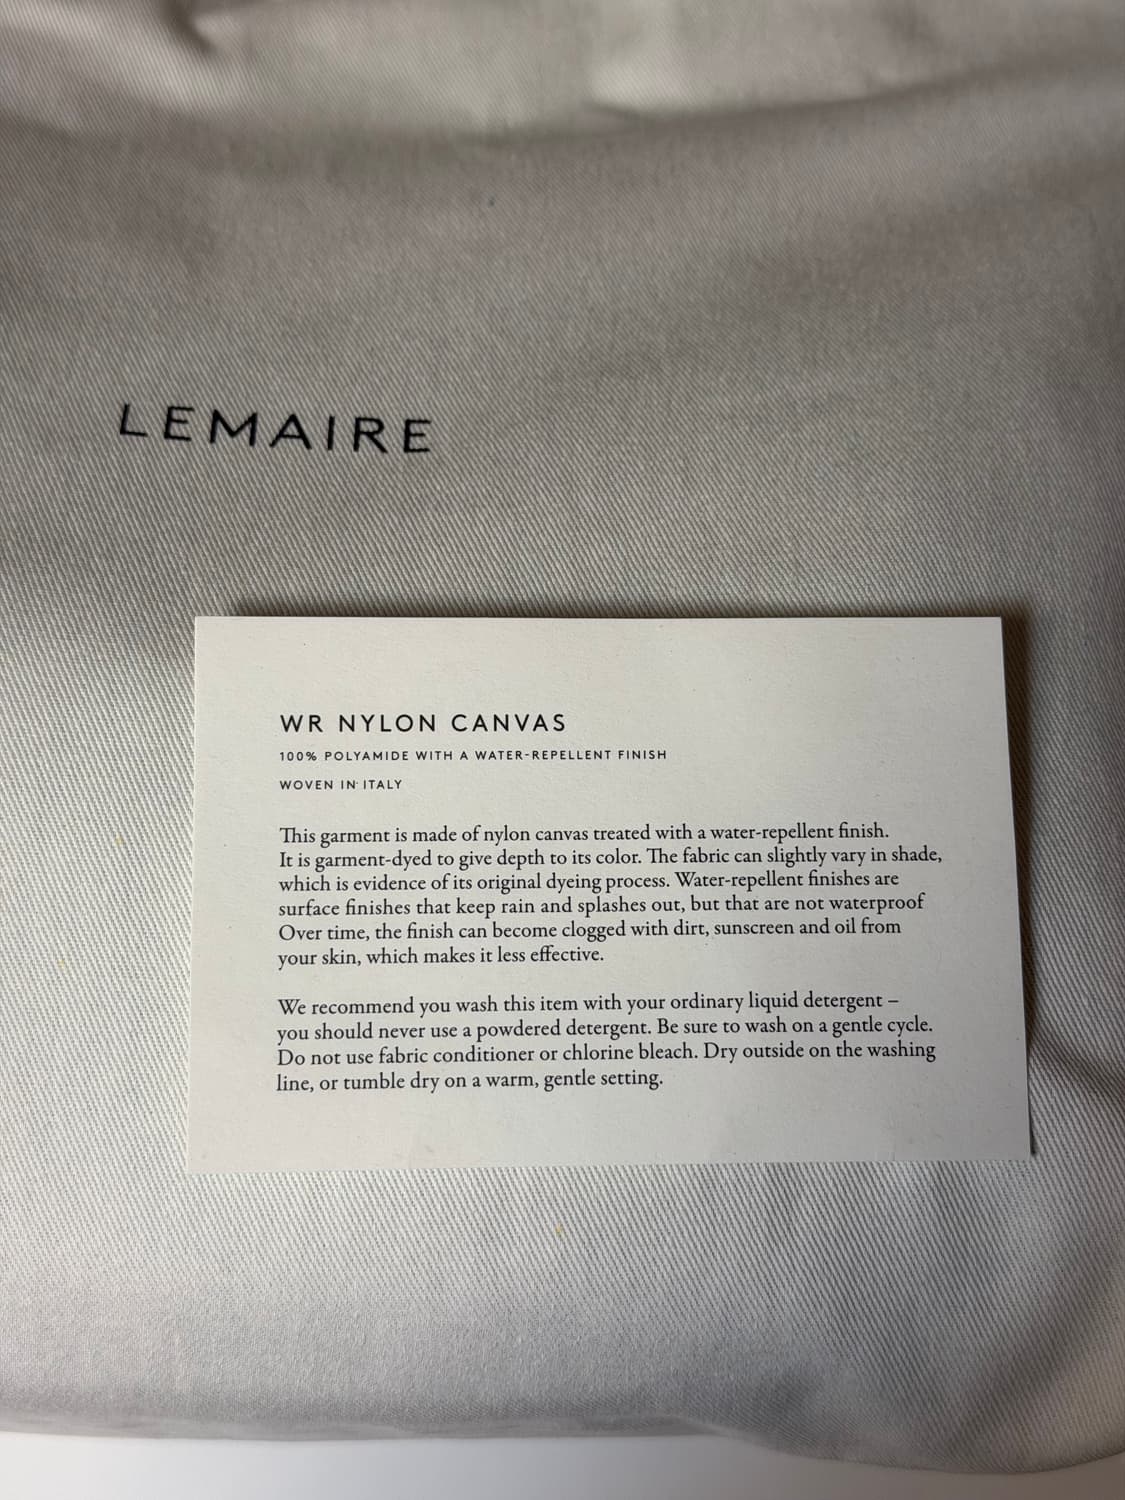 LEMAIRE
WR NYLON CANVAS
100% POLYAMIDE WITH A WATER-REPELLENT FINISH
WOVEN IN ITALY
This garment is made of nylon canvas treated with a water-repellent finish.
It is garment-dyed to give depth to its color. The fabric can slightly vary in shade,
which is evidence of its original dyeing process. Water-repellent finishes are
surface finishes that keep rain and splashes out, but that are not waterproof
Over time, the finish can become clogged with dirt, sunscreen and oil from
your skin, which makes it less effective.
We recommend you wash this item with your ordinary liquid detergent –
you should never use a powdered detergent. Be sure to wash on a gentle cycle.
Do not use fabric conditioner or chlorine bleach. Dry outside on the washing
line, or tumble dry on a warm, gentle setting.